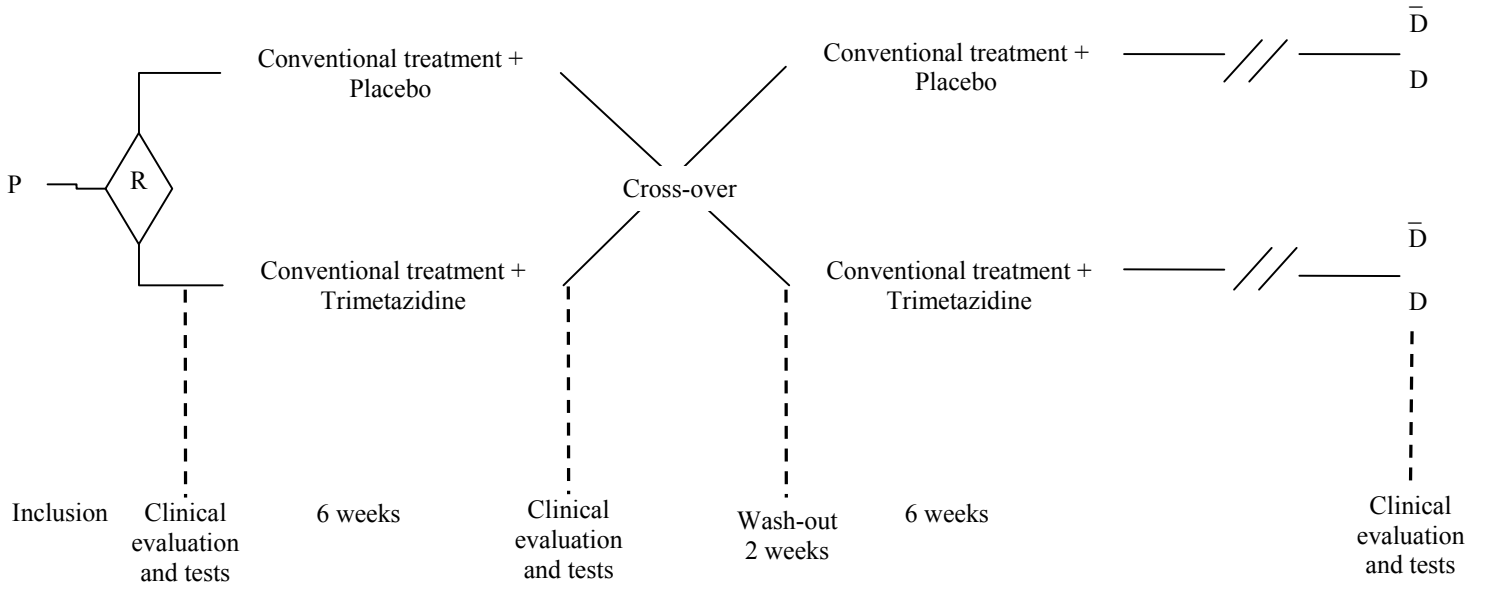 Conventional treatment +
Placebo
Conventional treatment +
Placebo
D̅
D
P
R
Cross-over
Conventional treatment +
Trimetazidine
Conventional treatment +
Trimetazidine
D̅
D
Inclusion
Clinical
evaluation
and tests
6 weeks
Clinical
evaluation
and tests
Wash-out
2 weeks
6 weeks
Clinical
evaluation
and tests